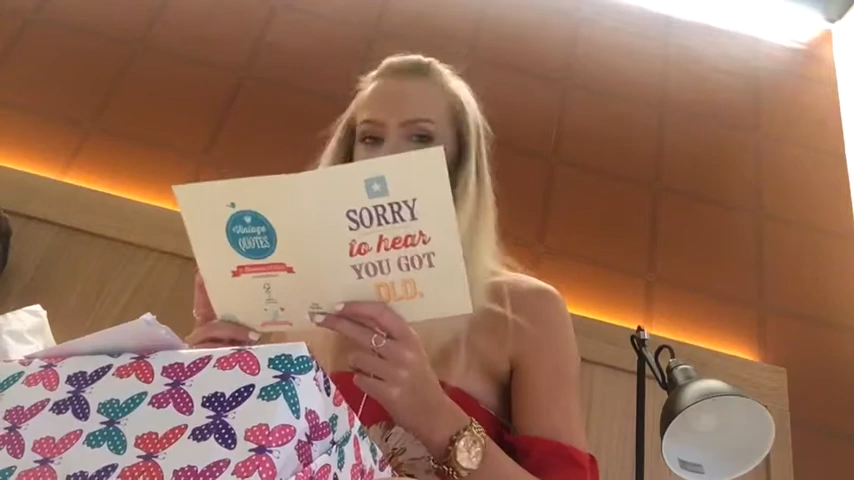 Vintage
QUOTES
SORRY
to hear
YOU GOT
OLD.